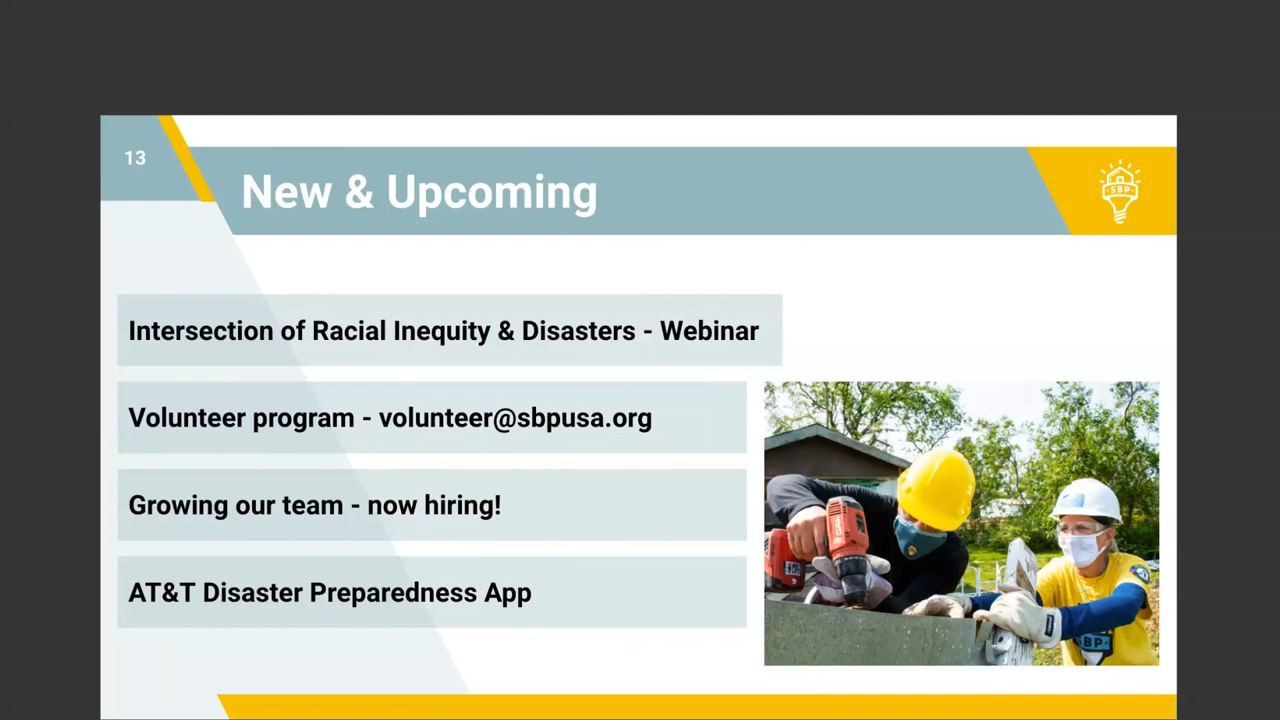 13
New & Upcoming
SBP
Intersection of Racial Inequity & Disasters - Webinar
Volunteer program - volunteer@sbpusa.org
Growing our team - now hiring!
AT&T Disaster Preparedness App
SBP